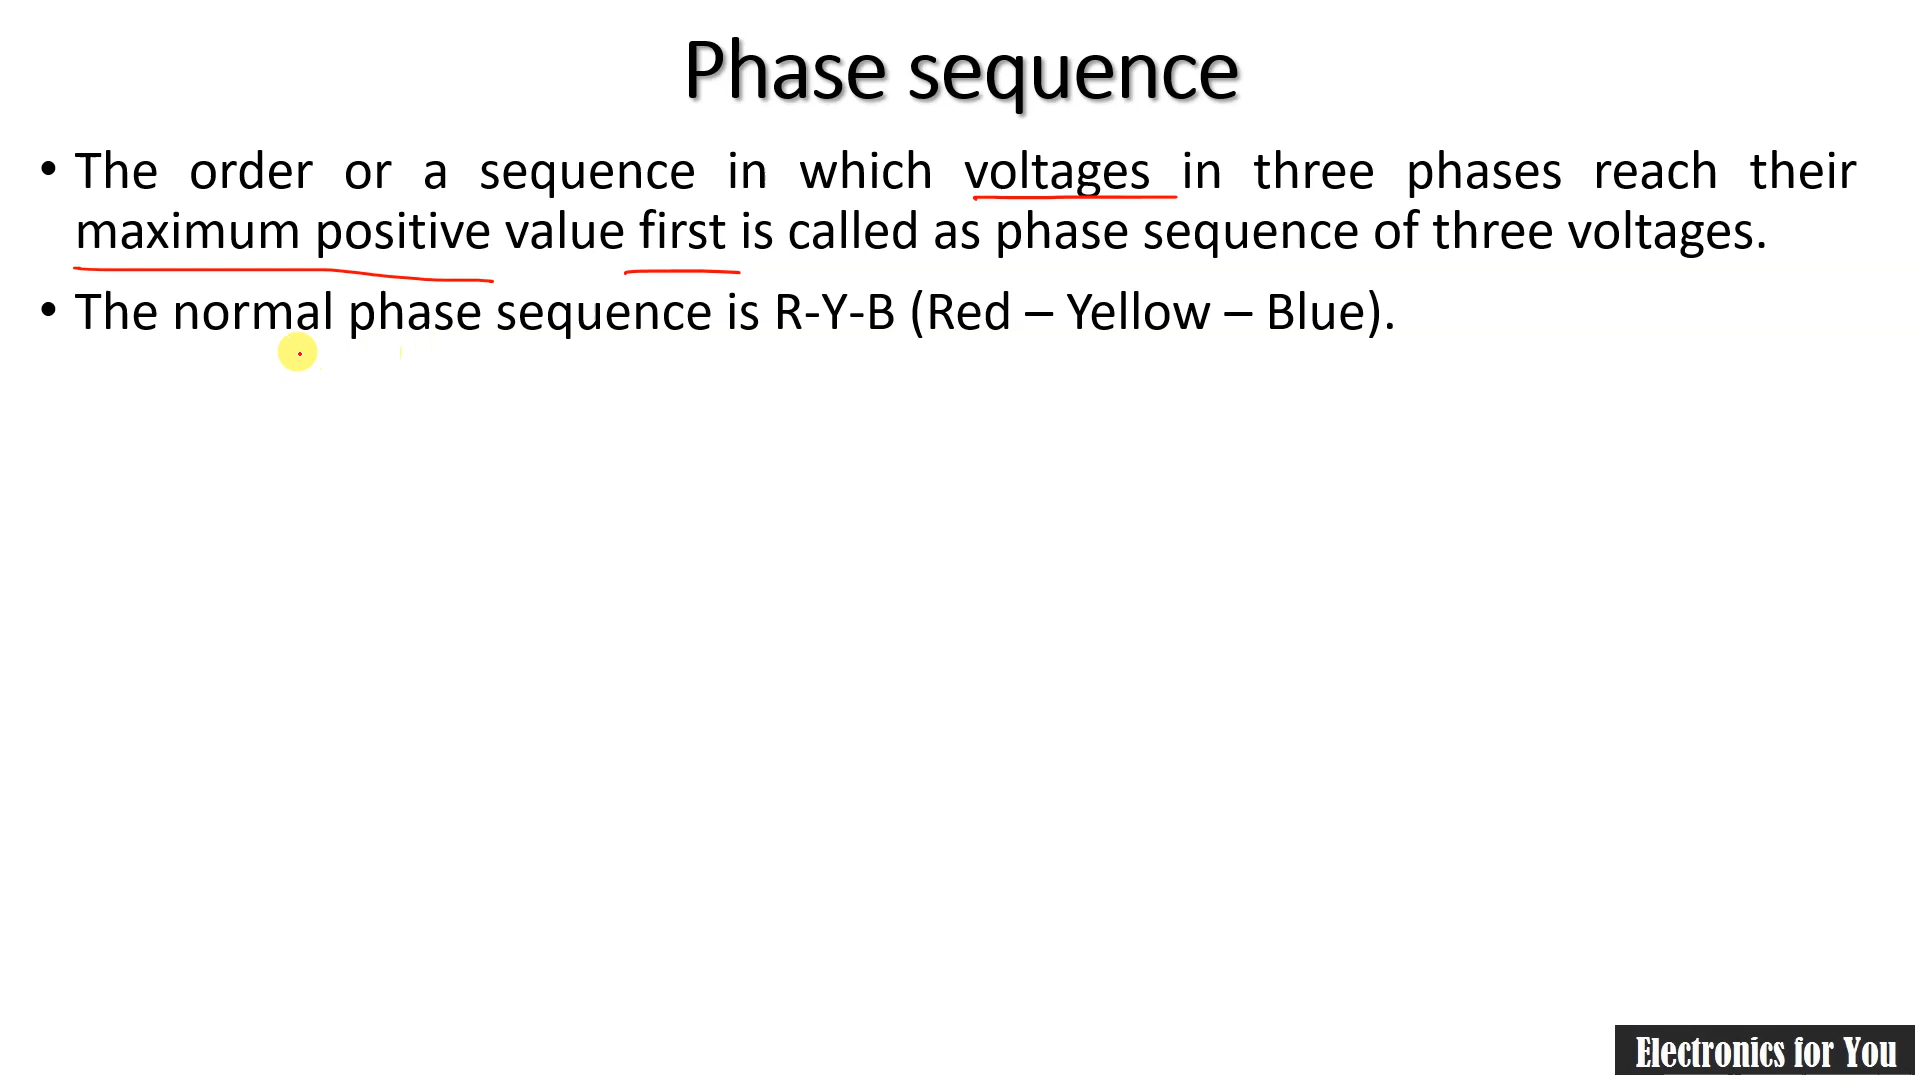 Phase sequence
• The order or a sequence in which voltages in three phases reach their
maximum positive value first is called as phase sequence of three voltages.
• The normal phase sequence is R-Y-B (Red – Yellow – Blue).
Electronics for You